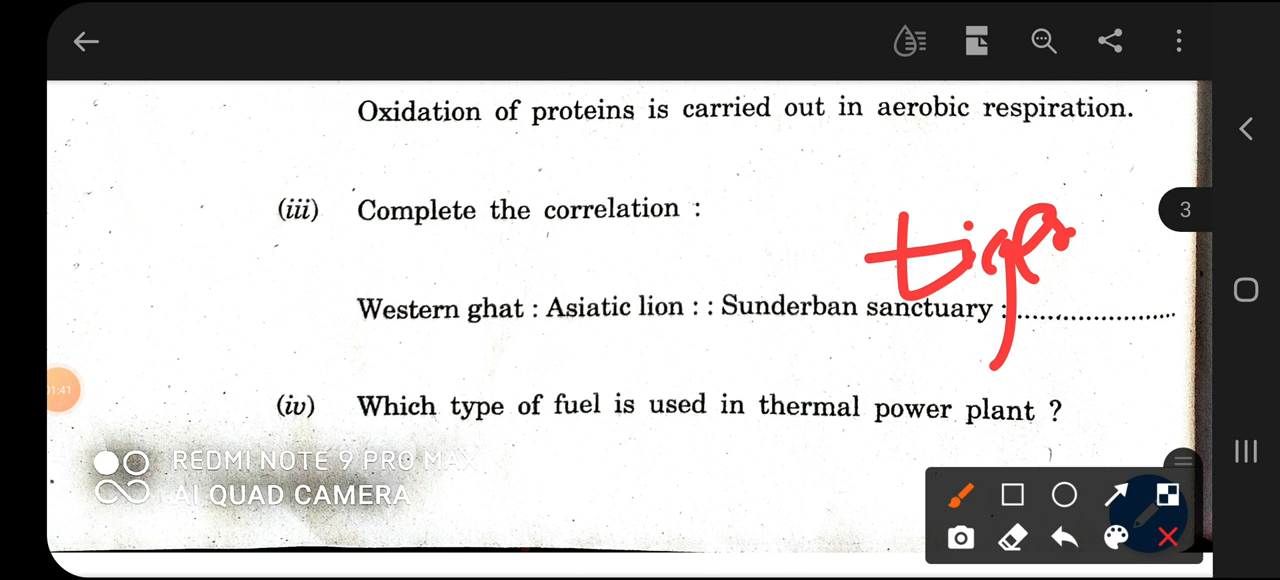 3
Oxidation of proteins is carried out in aerobic respiration.
(iii) Complete the correlation :
tiger
Western ghat : Asiatic lion : : Sunderban sanctuary : ......................
11:41
(iv) Which type of fuel is used in thermal power plant ?
REDMI NOTE 9 PRO MAX
AI QUAD CAMERA